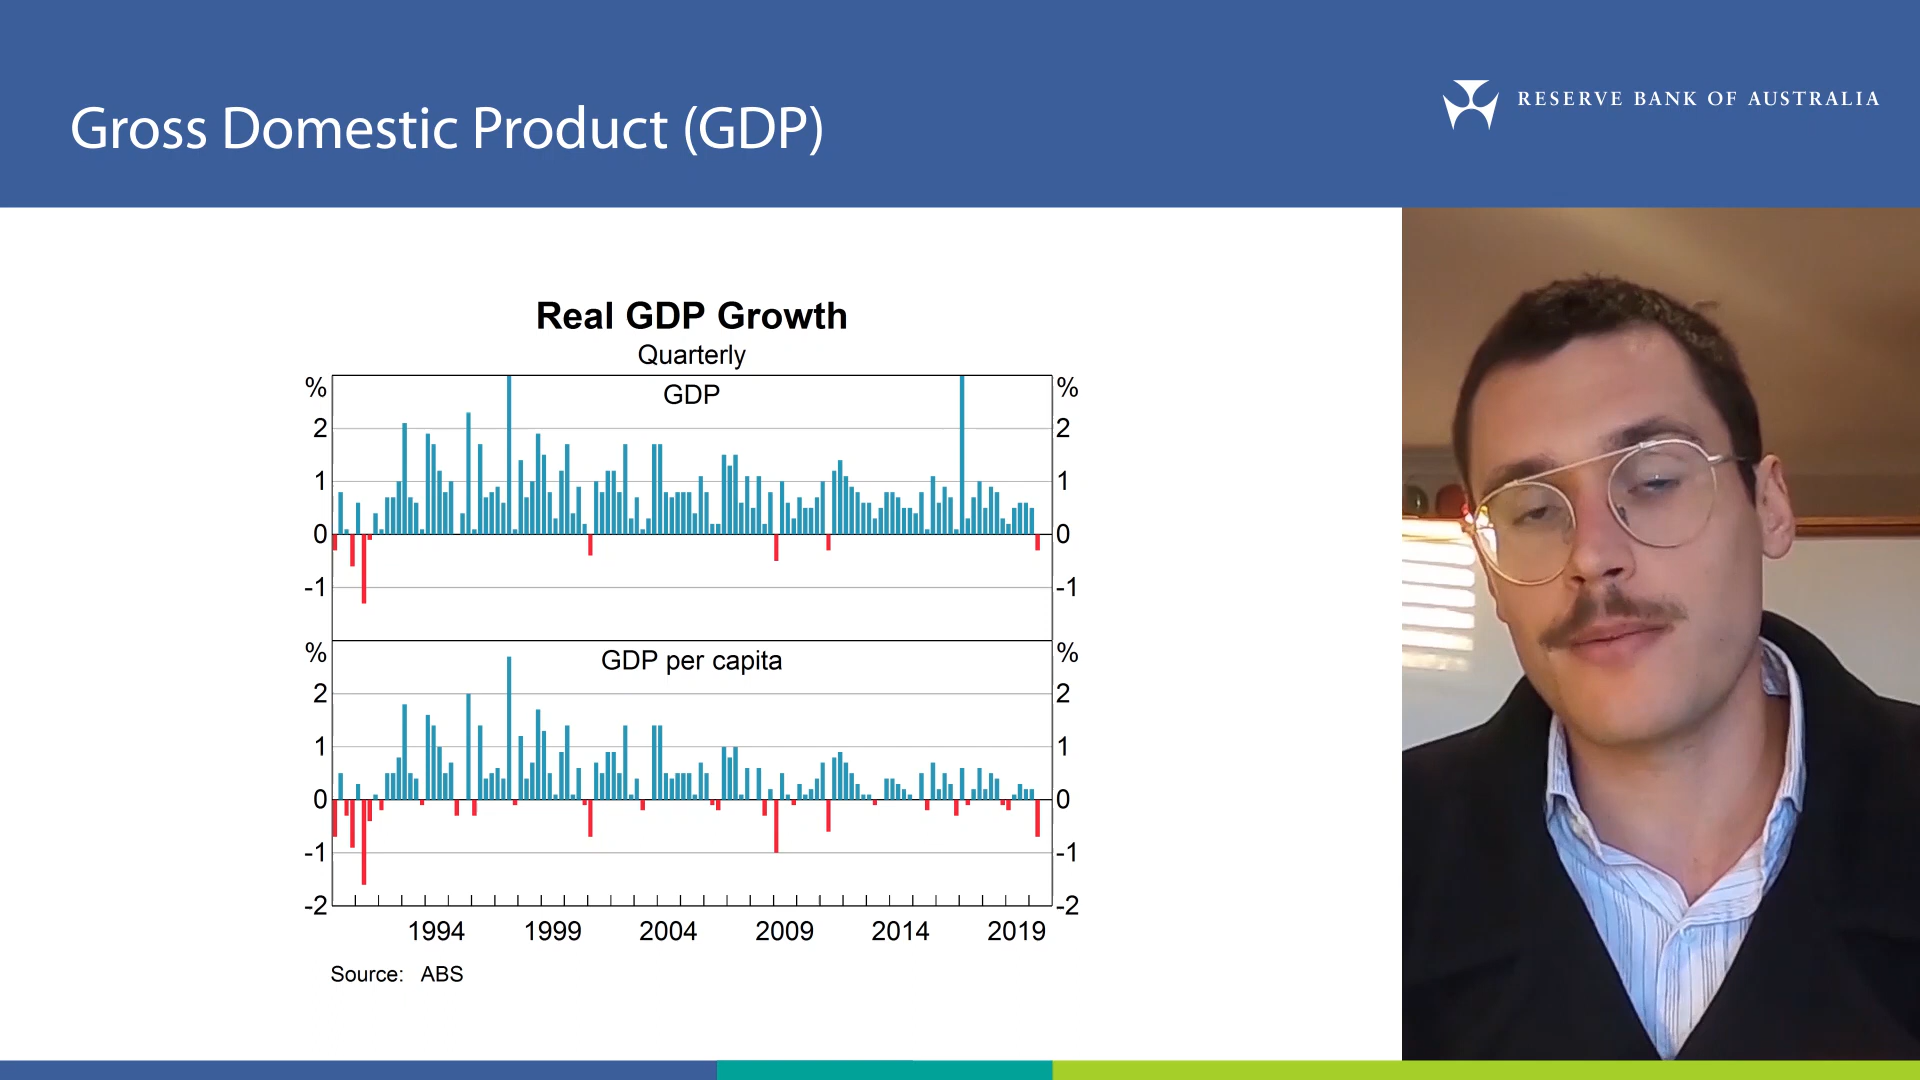 Gross Domestic Product (GDP)
RESERVE BANK OF AUSTRALIA
Real GDP Growth
Quarterly
% GDP %
2 2
1 1
0 0
-1 -1
% GDP per capita %
2 2
1 1
0 0
-1 -1
-2 -2
1994 1999 2004 2009 2014 2019
Source: ABS